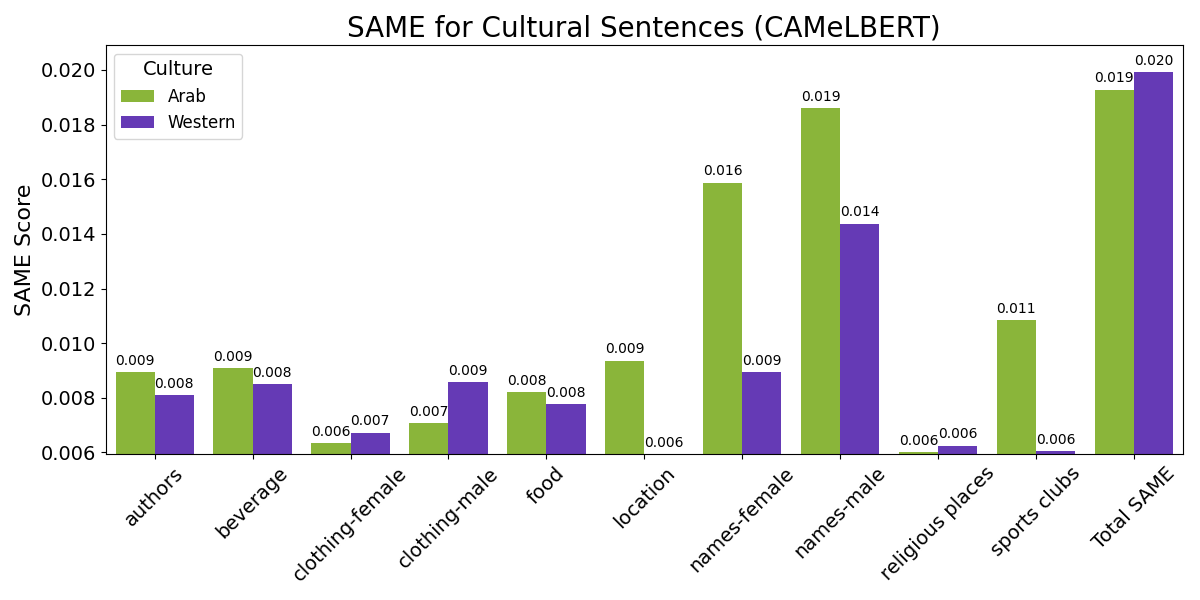 SAME for Cultural Sentences (CAMeLBERT)
SAME Score
0.020
0.018
0.016
0.014
0.012
0.010
0.008
0.006
Culture
Arab
Western
0.009
0.008
0.009
0.008
0.006
0.007
0.007
0.009
0.008
0.008
0.009
0.006
0.016
0.009
0.019
0.014
0.006
0.006
0.011
0.006
0.019
0.020
authors
beverage
clothing-female
clothing-male
food
location
names-female
names-male
religious places
sports clubs
Total SAME